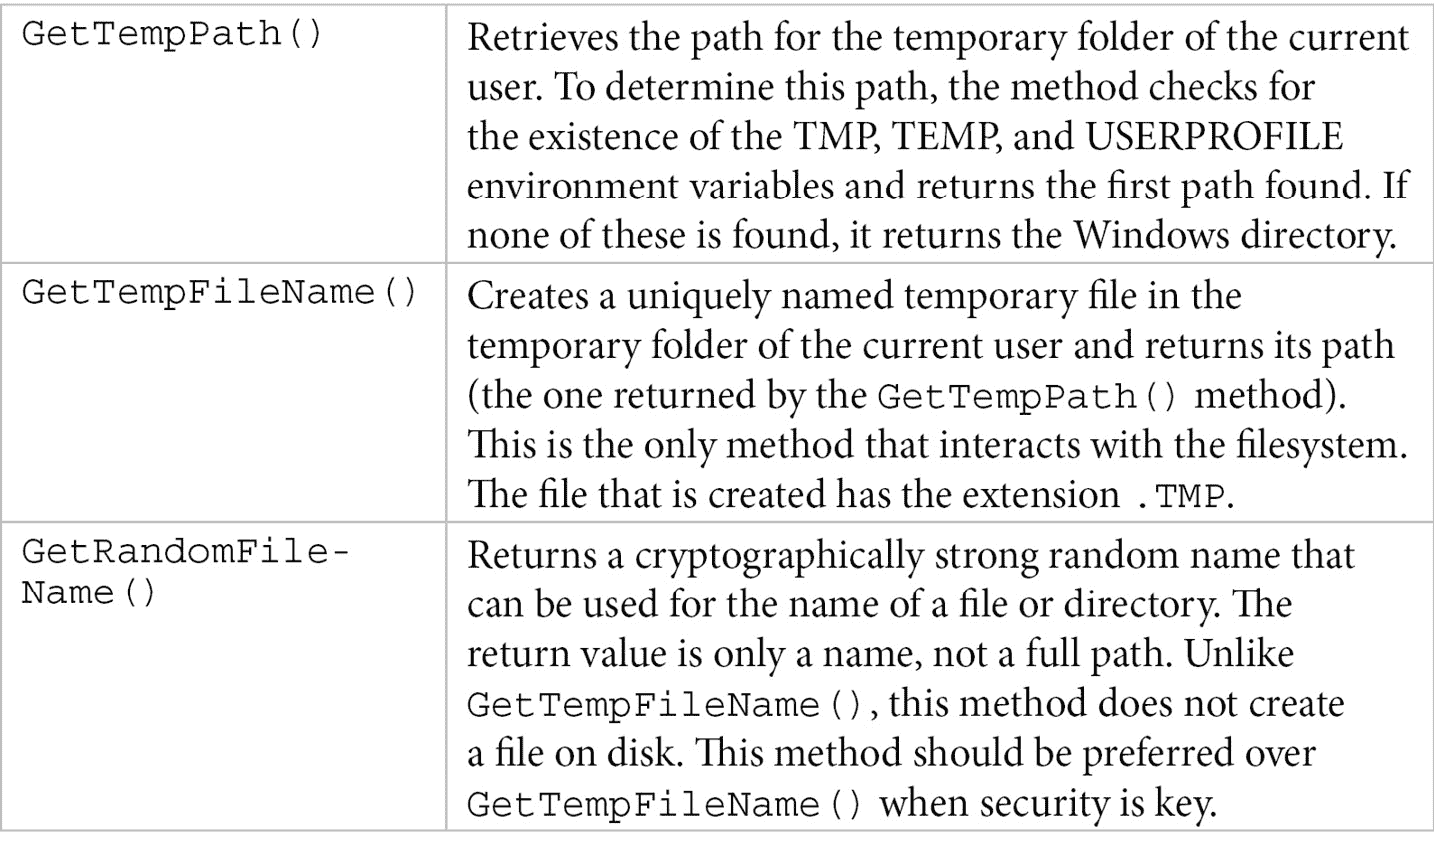 GetTempPath()
Retrieves the path for the temporary folder of the current
user. To determine this path, the method checks for
the existence of the TMP, TEMP, and USERPROFILE
environment variables and returns the first path found. If
none of these is found, it returns the Windows directory.
GetTempFileName()
Creates a uniquely named temporary file in the
temporary folder of the current user and returns its path
(the one returned by the GetTempPath() method).
This is the only method that interacts with the filesystem.
The file that is created has the extension .TMP.
GetRandomFile-
Name()
Returns a cryptographically strong random name that
can be used for the name of a file or directory. The
return value is only a name, not a full path. Unlike
GetTempFileName(), this method does not create
a file on disk. This method should be preferred over
GetTempFileName() when security is key.